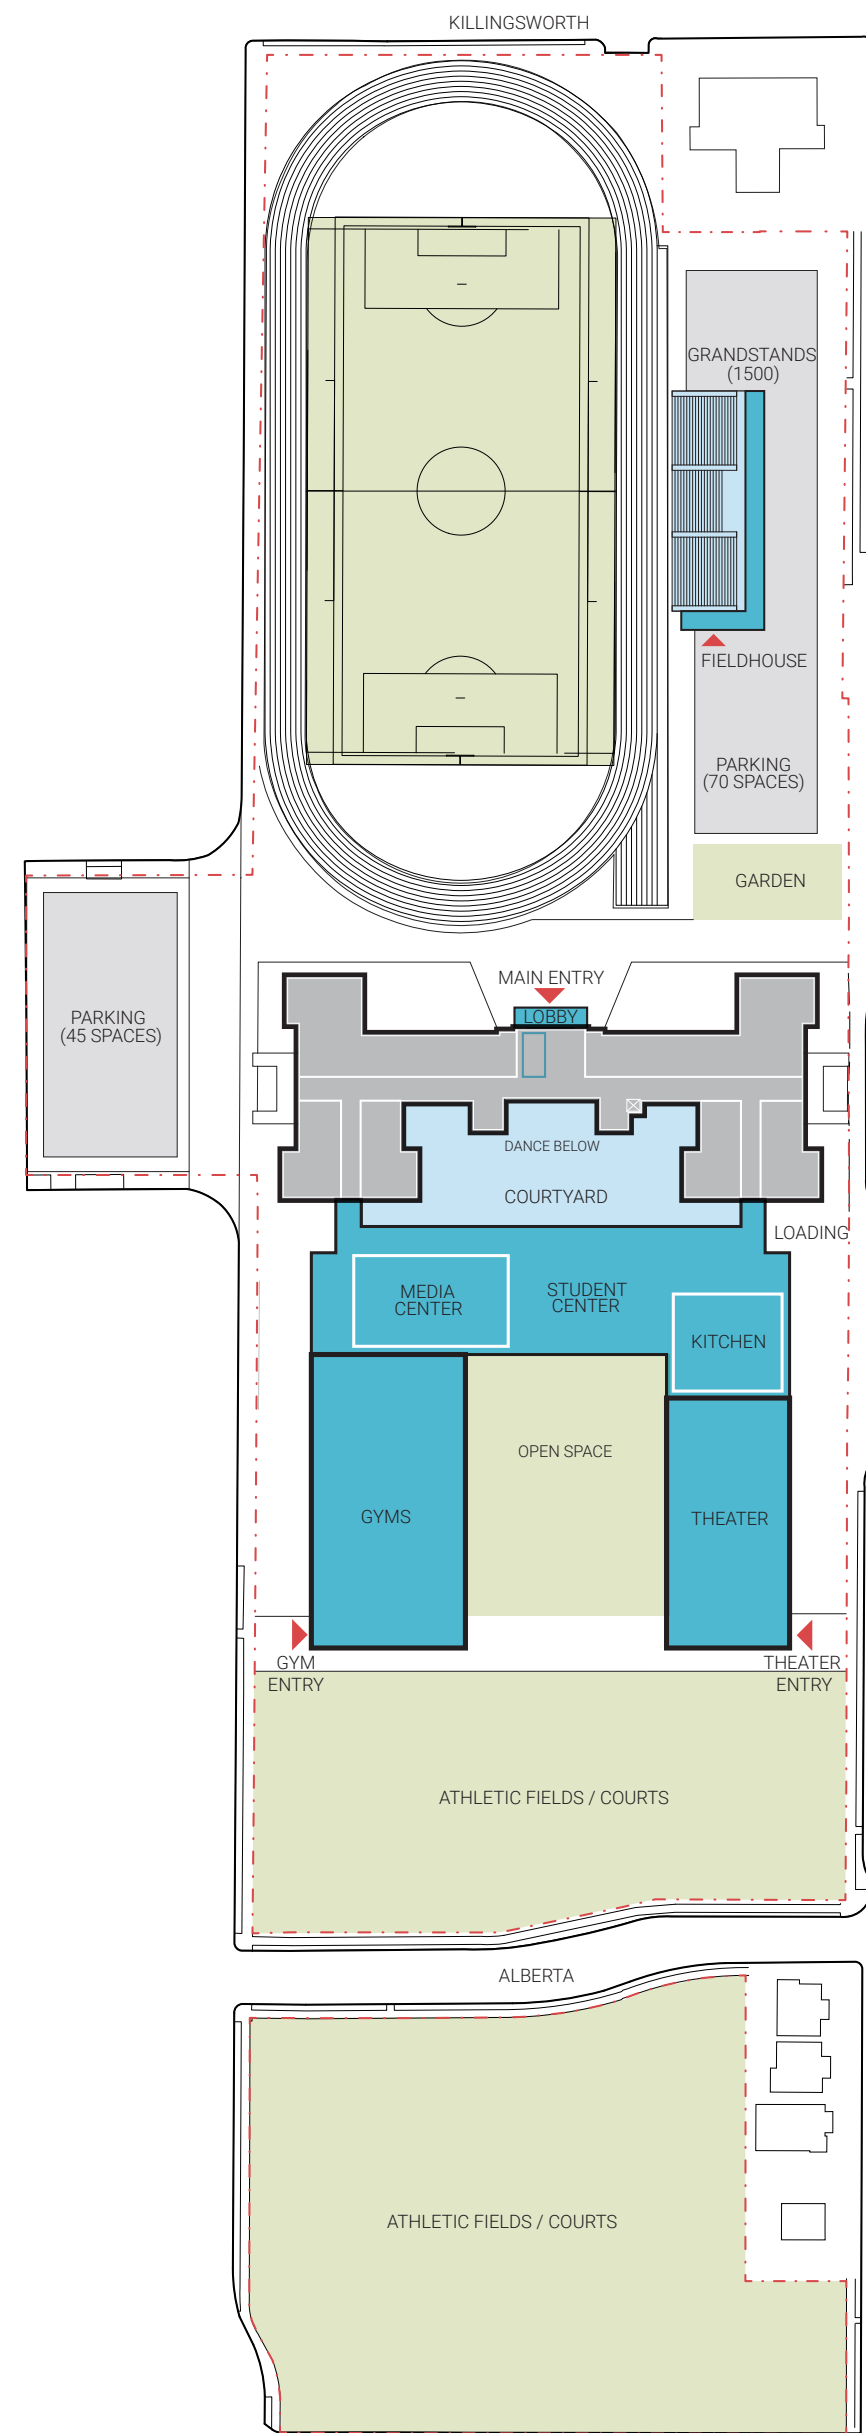 KILLINGSWORTH
GRANDSTANDS
(1500)
FIELDHOUSE
PARKING
(70 SPACES)
GARDEN
MAIN ENTRY
LOBBY
PARKING
(45 SPACES)
DANCE BELOW
COURTYARD
LOADING
MEDIA
CENTER
STUDENT
CENTER
KITCHEN
OPEN SPACE
GYMS
THEATER
GYM
ENTRY
THEATER
ENTRY
ATHLETIC FIELDS / COURTS
ALBERTA
ATHLETIC FIELDS / COURTS